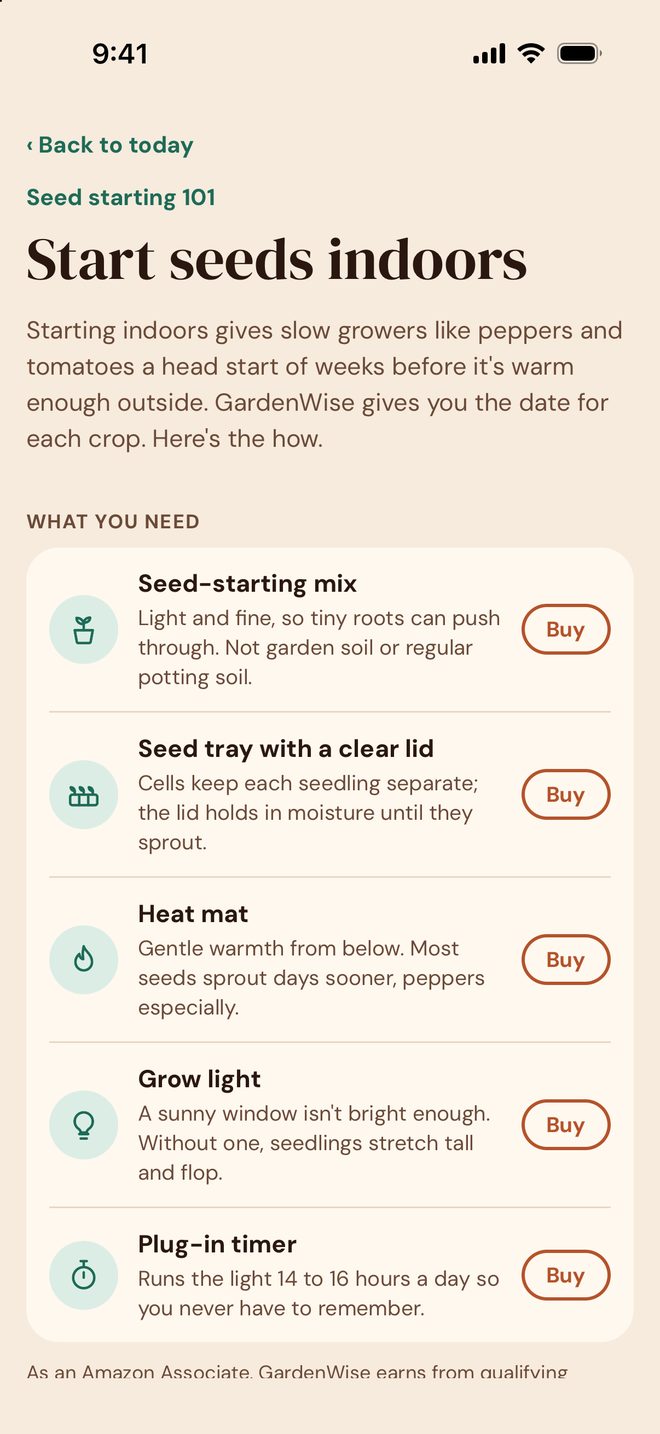 9:41
‹ Back to today
Seed starting 101
Start seeds indoors
Starting indoors gives slow growers like peppers and
tomatoes a head start of weeks before it's warm
enough outside. GardenWise gives you the date for
each crop. Here's the how.
WHAT YOU NEED
Seed-starting mix
Light and fine, so tiny roots can push
through. Not garden soil or regular
potting soil.
Buy
Seed tray with a clear lid
Cells keep each seedling separate;
the lid holds in moisture until they
sprout.
Buy
Heat mat
Gentle warmth from below. Most
seeds sprout days sooner, peppers
especially.
Buy
Grow light
A sunny window isn't bright enough.
Without one, seedlings stretch tall
and flop.
Buy
Plug-in timer
Runs the light 14 to 16 hours a day so
you never have to remember.
Buy
As an Amazon Associate, GardenWise earns from qualifying